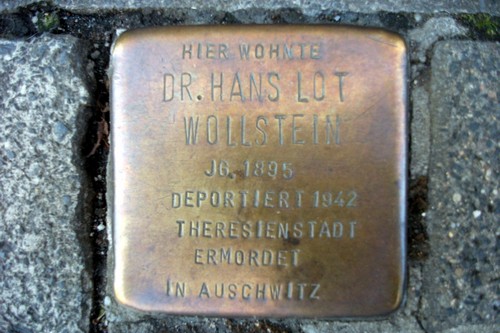 HIER WOHNTE
DR. HANS LOT
WOLLSTEIN
JG. 1895
DEPORTIERT 1942
THERESIENSTADT
ERMORDET
IN AUSCHWITZ